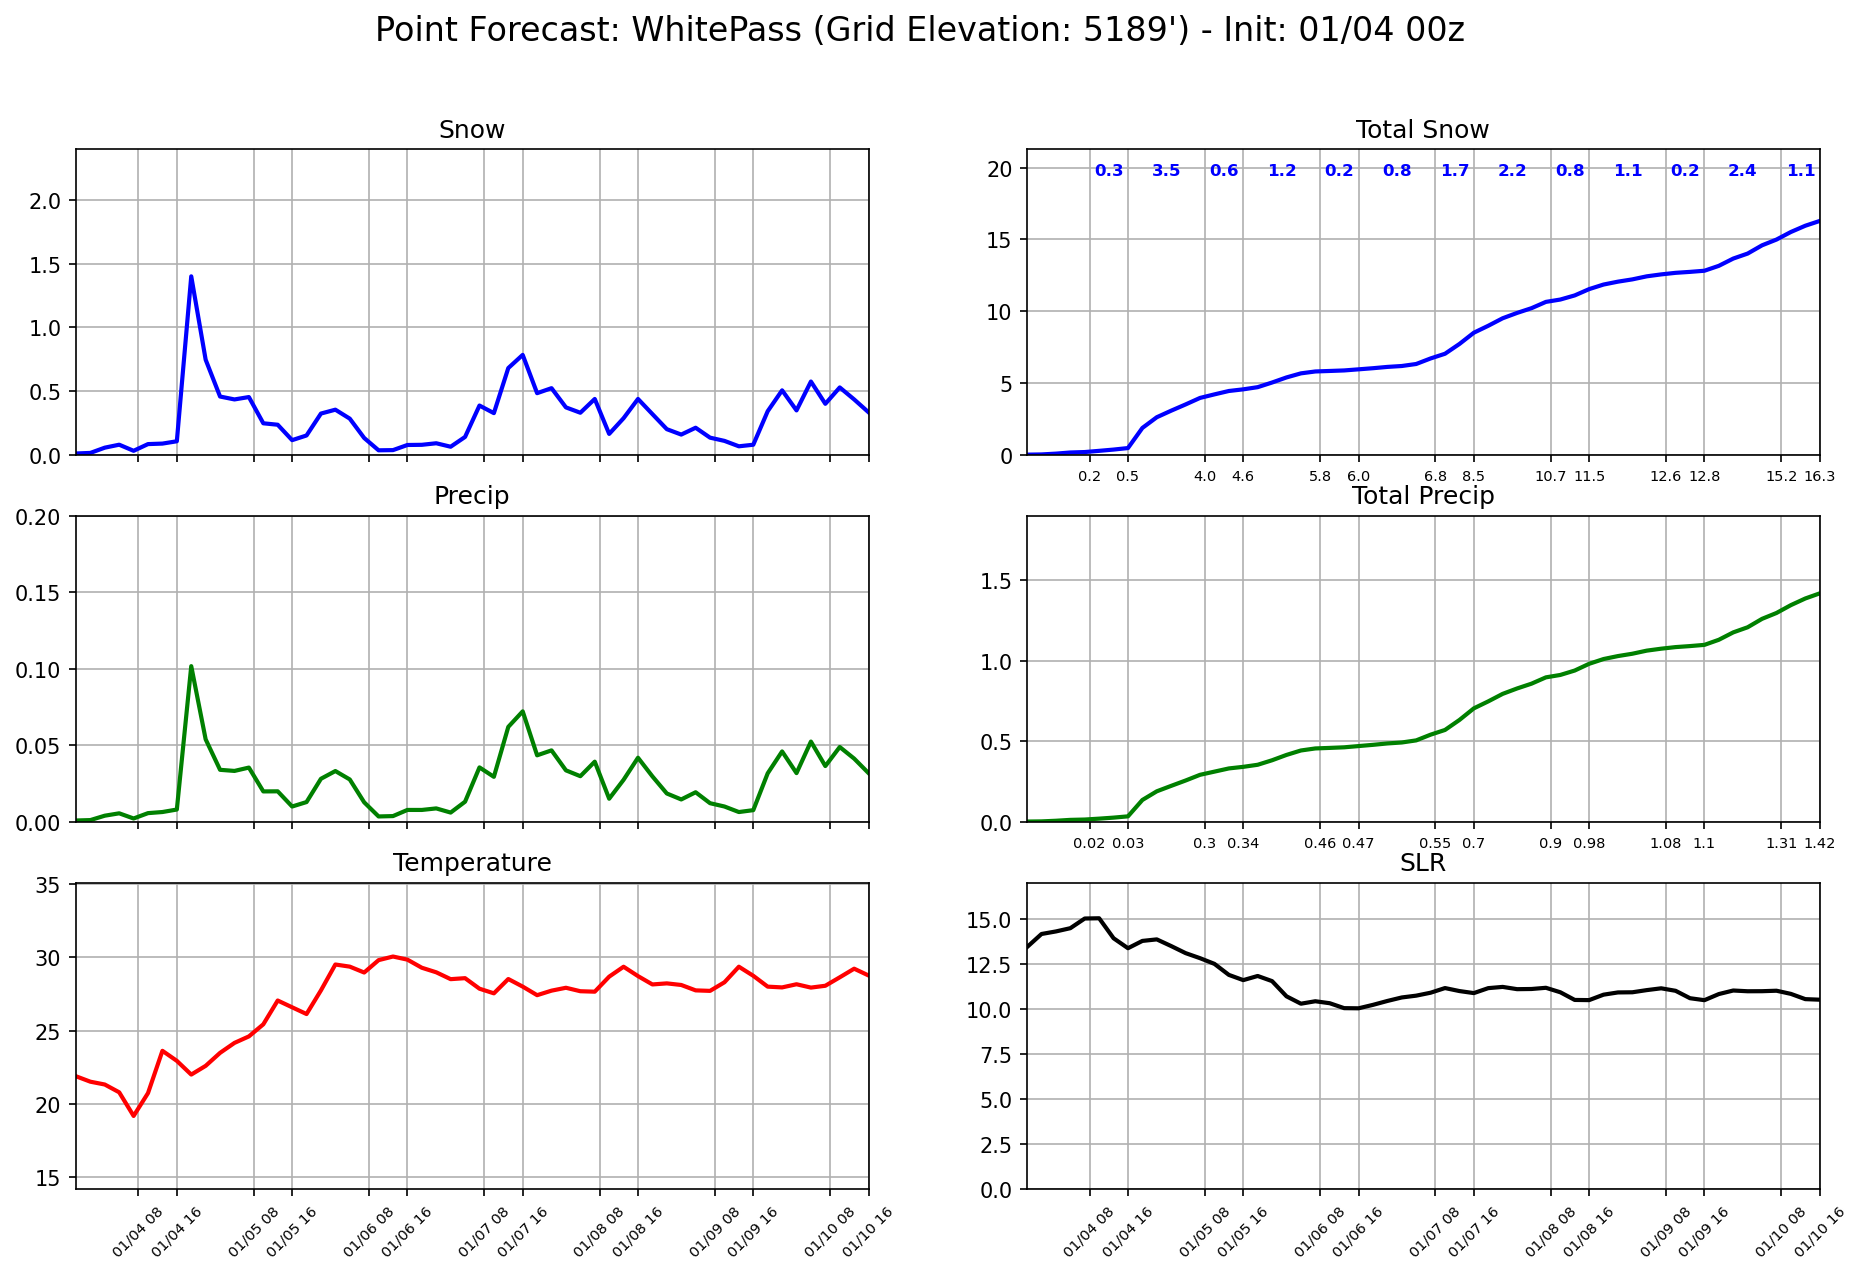 Point Forecast: WhitePass (Grid Elevation: 5189') - Init: 01/04 00z
Snow
2.0
1.5
1.0
0.5
0.0
Total Snow
20
15
10
5
0
0.3 3.5 0.6 1.2 0.2 0.8 1.7 2.2 0.8 1.1 0.2 2.4 1.1
0.2 0.5 4.0 4.6 5.8 6.0 6.8 8.5 10.7 11.5 12.6 12.8 15.2 16.3
Precip
0.20
0.15
0.10
0.05
0.00
Total Precip
1.5
1.0
0.5
0.0
0.02 0.03 0.3 0.34 0.46 0.47 0.55 0.7 0.9 0.98 1.08 1.1 1.31 1.42
Temperature
35
30
25
20
15
01/04 08 01/04 16 01/05 08 01/05 16 01/06 08 01/06 16 01/07 08 01/07 16 01/08 08 01/08 16 01/09 08 01/09 16 01/10 08 01/10 16
SLR
15.0
12.5
10.0
7.5
5.0
2.5
0.0
01/04 08 01/04 16 01/05 08 01/05 16 01/06 08 01/06 16 01/07 08 01/07 16 01/08 08 01/08 16 01/09 08 01/09 16 01/10 08 01/10 16